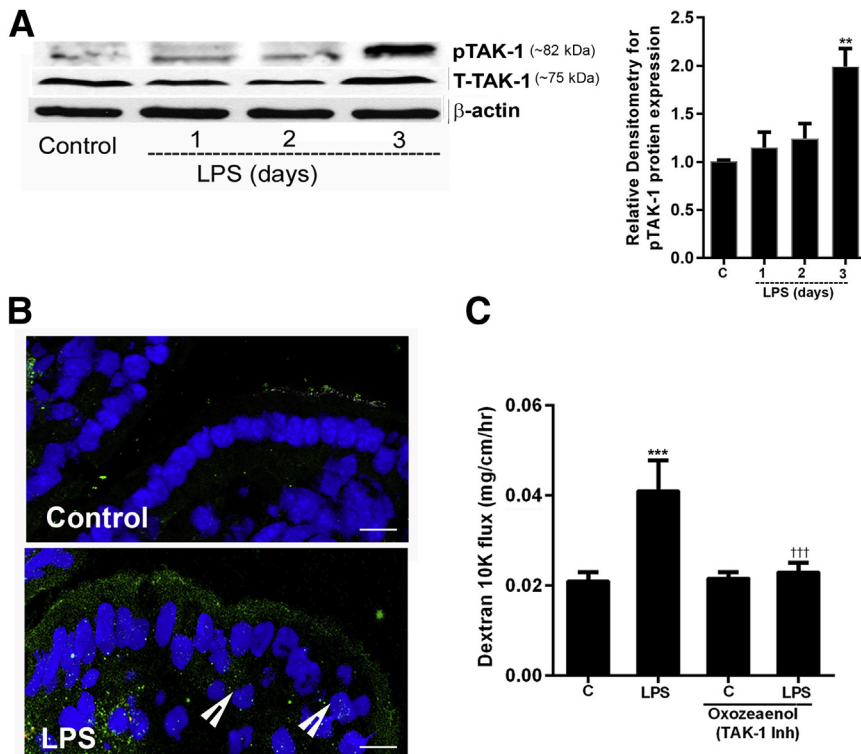 A
pTAK-1 (~82 kDa)
T-TAK-1 (~75 kDa)
β-actin
Control 1 2 3
LPS (days)
Relative Densitometry for
pTAK-1 protien expression
2.5
2.0
1.5
1.0
0.5
0.0
**
C 1 2 3
LPS (days)
B
Control
LPS
C
Dextran 10K flux (mg/cm/hr)
0.06
0.04
0.02
0.00
***
†††
C LPS C LPS
Oxozeaenol
(TAK-1 Inh)